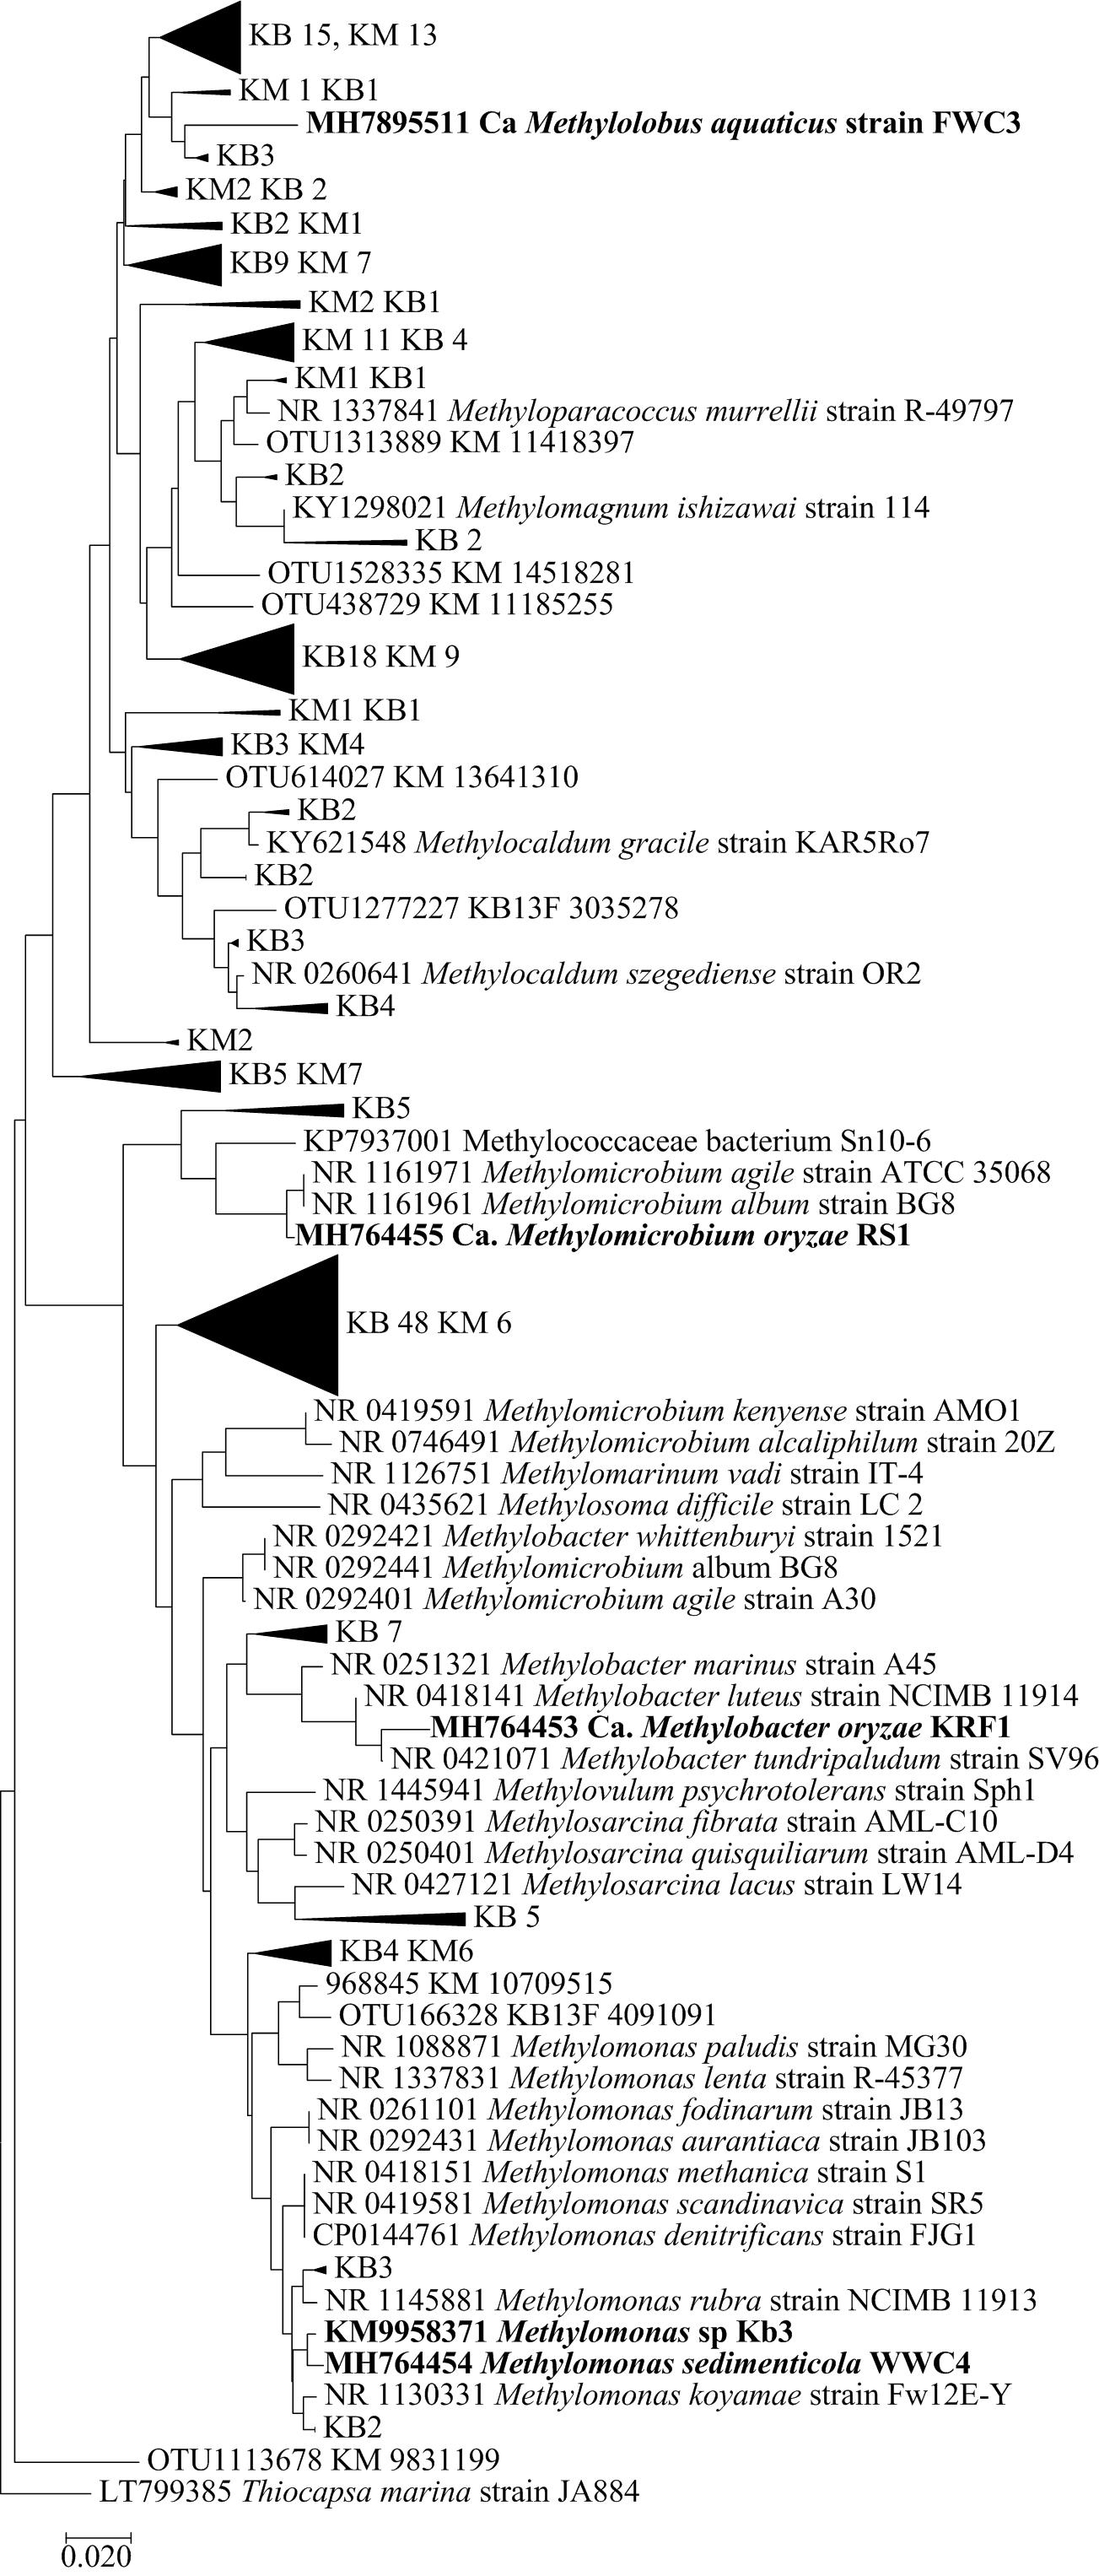 KB 15, KM 13
KM 1 KB1
MH7895511 Ca Methylolobus aquaticus strain FWC3
KB3
KM2 KB 2
KB2 KM1
KB9 KM 7
KM2 KB1
KM 11 KB 4
KM1 KB1
NR 1337841 Methyloparacoccus murrellii strain R-49797
OTU1313889 KM 11418397
KB2
KY1298021 Methylomagnum ishizawai strain 114
KB 2
OTU1528335 KM 14518281
OTU438729 KM 11185255
KB18 KM 9
KM1 KB1
KB3 KM4
OTU614027 KM 13641310
KB2
KY621548 Methylocaldum gracile strain KAR5Ro7
KB2
OTU1277227 KB13F 3035278
KB3
NR 0260641 Methylocaldum szegediense strain OR2
KB4
KM2
KB5 KM7
KB5
KP7937001 Methylococcaceae bacterium Sn10-6
NR 1161971 Methylomicrobium agile strain ATCC 35068
NR 1161961 Methylomicrobium album strain BG8
MH764455 Ca. Methylomicrobium oryzae RS1
KB 48 KM 6
NR 0419591 Methylomicrobium kenyense strain AMO1
NR 0746491 Methylomicrobium alcaliphilum strain 20Z
NR 1126751 Methylomarinum vadi strain IT-4
NR 0435621 Methylosoma difficile strain LC 2
NR 0292421 Methylobacter whittenburyi strain 1521
NR 0292441 Methylomicrobium album BG8
NR 0292401 Methylomicrobium agile strain A30
KB 7
NR 0251321 Methylobacter marinus strain A45
NR 0418141 Methylobacter luteus strain NCIMB 11914
MH764453 Ca. Methylobacter oryzae KRF1
NR 0421071 Methylobacter tundripaludum strain SV96
NR 1445941 Methylovulum psychrotolerans strain Sph1
NR 0250391 Methylosarcina fibrata strain AML-C10
NR 0250401 Methylosarcina quisquiliarum strain AML-D4
NR 0427121 Methylosarcina lacus strain LW14
KB 5
KB4 KM6
968845 KM 10709515
OTU166328 KB13F 4091091
NR 1088871 Methylomonas paludis strain MG30
NR 1337831 Methylomonas lenta strain R-45377
NR 0261101 Methylomonas fodinarum strain JB13
NR 0292431 Methylomonas aurantiaca strain JB103
NR 0418151 Methylomonas methanica strain S1
NR 0419581 Methylomonas scandinavica strain SR5
CP0144761 Methylomonas denitrificans strain FJG1
KB3
NR 1145881 Methylomonas rubra strain NCIMB 11913
KM9958371 Methylomonas sp Kb3
MH764454 Methylomonas sedimenticola WWC4
NR 1130331 Methylomonas koyamae strain Fw12E-Y
KB2
OTU1113678 KM 9831199
LT799385 Thiocapsa marina strain JA884
0.020